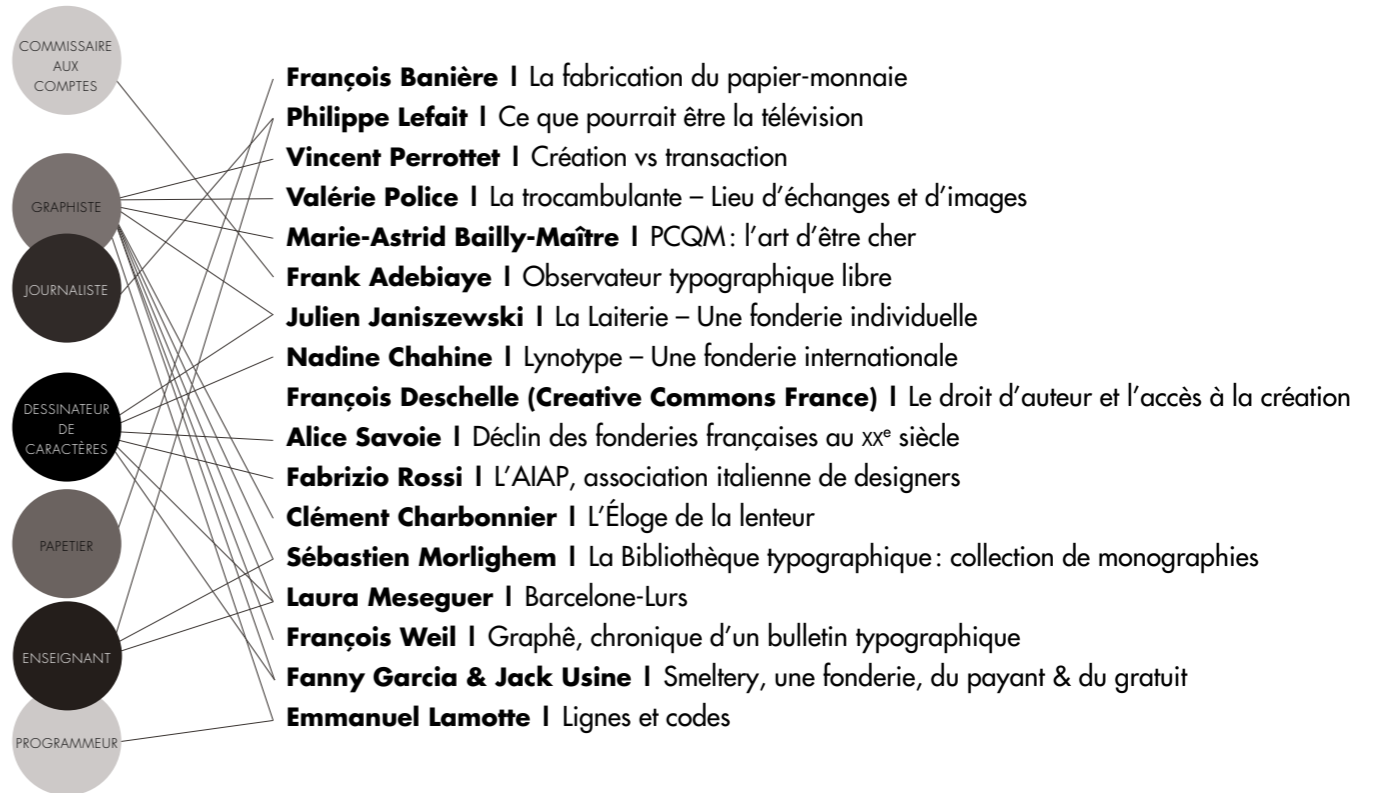 COMMISSAIRE
AUX
COMPTES
GRAPHISTE
JOURNALISTE
DESSINATEUR
DE
CARACTÈRES
PAPETIER
ENSEIGNANT
PROGRAMMEUR
François Banière | La fabrication du papier-monnaie
Philippe Lefait | Ce que pourrait être la télévision
Vincent Perrottet | Création vs transaction
Valérie Police | La trocambulante – Lieu d’échanges et d’images
Marie-Astrid Bailly-Maître | PCQM : l’art d’être cher
Frank Adebiaye | Observateur typographique libre
Julien Janiszewski | La Laiterie – Une fonderie individuelle
Nadine Chahine | Lynotype – Une fonderie internationale
François Deschelle (Creative Commons France) | Le droit d’auteur et l’accès à la création
Alice Savoie | Déclin des fonderies françaises au XXe siècle
Fabrizio Rossi | L’AIAP, association italienne de designers
Clément Charbonnier | L’Éloge de la lenteur
Sébastien Morlighem | La Bibliothèque typographique : collection de monographies
Laura Meseguer | Barcelone-Lurs
François Weil | Graphê, chronique d’un bulletin typographique
Fanny Garcia & Jack Usine | Smeltery, une fonderie, du payant & du gratuit
Emmanuel Lamotte | Lignes et codes